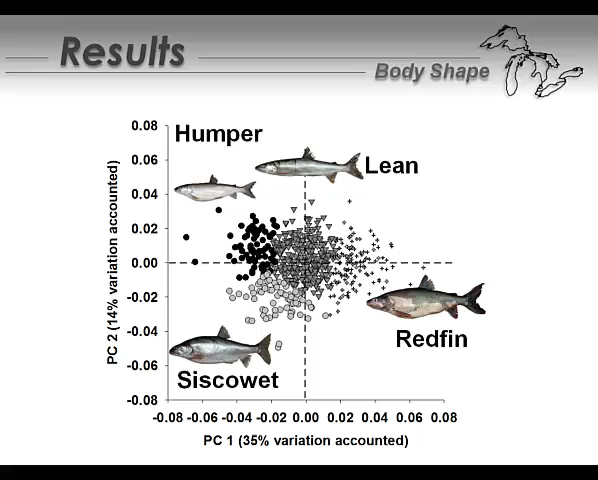 Results
Body Shape
Humper
Lean
Redfin
Siscowet
0.08
0.06
0.04
0.02
0.00
-0.02
-0.04
-0.06
-0.08
-0.08 -0.06 -0.04 -0.02 0.00 0.02 0.04 0.06 0.08
PC 2 (14% variation accounted)
PC 1 (35% variation accounted)